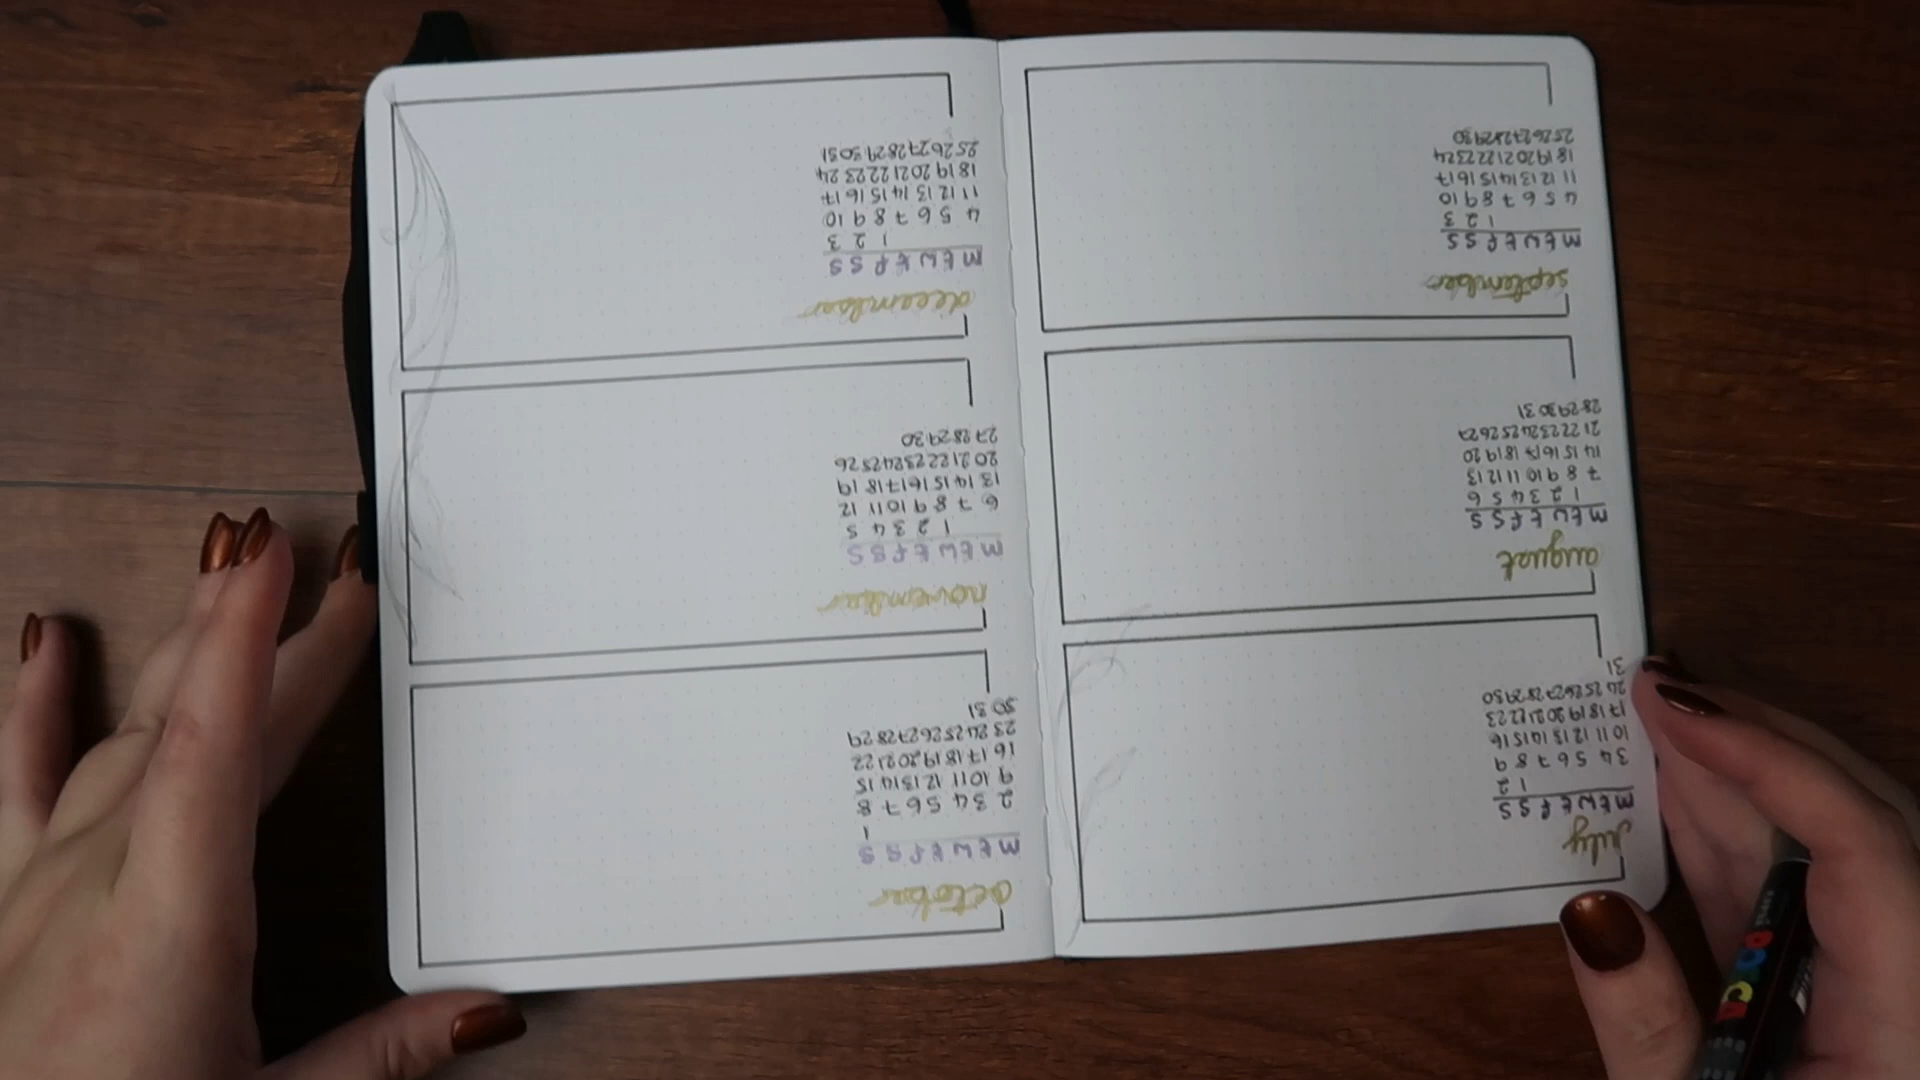 july
M T W T F S S
1 2
3 4 5 6 7 8 9
10 11 12 13 14 15 16
17 18 19 20 21 22 23
24 25 26 27 28 29 30
31
august
M T W T F S S
1 2 3 4 5 6
7 8 9 10 11 12 13
14 15 16 17 18 19 20
21 22 23 24 25 26 27
28 29 30 31
september
M T W T F S S
1 2 3
4 5 6 7 8 9 10
11 12 13 14 15 16 17
18 19 20 21 22 23 24
25 26 27 28 29 30
october
M T W T F S S
1
2 3 4 5 6 7 8
9 10 11 12 13 14 15
16 17 18 19 20 21 22
23 24 25 26 27 28 29
30 31
november
M T W T F S S
1 2 3 4 5
6 7 8 9 10 11 12
13 14 15 16 17 18 19
20 21 22 23 24 25 26
27 28 29 30
december
M T W T F S S
1 2 3
4 5 6 7 8 9 10
11 12 13 14 15 16 17
18 19 20 21 22 23 24
25 26 27 28 29 30 31